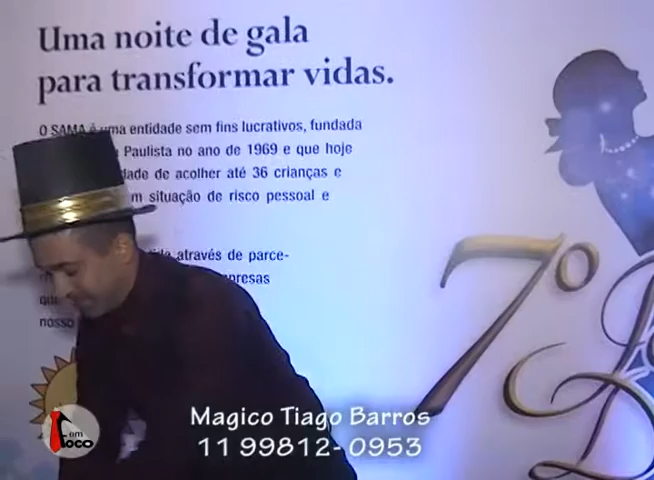 Uma noite de gala
para transformar vidas.
O SAMA é uma entidade sem fins lucrativos, fundada
Paulista no ano de 1969 e que hoje
de acolher até 36 crianças e
situação de risco pessoal e
através de parce-
presas
nosso
7º
em
loco
Magico Tiago Barros
11 99812-0953